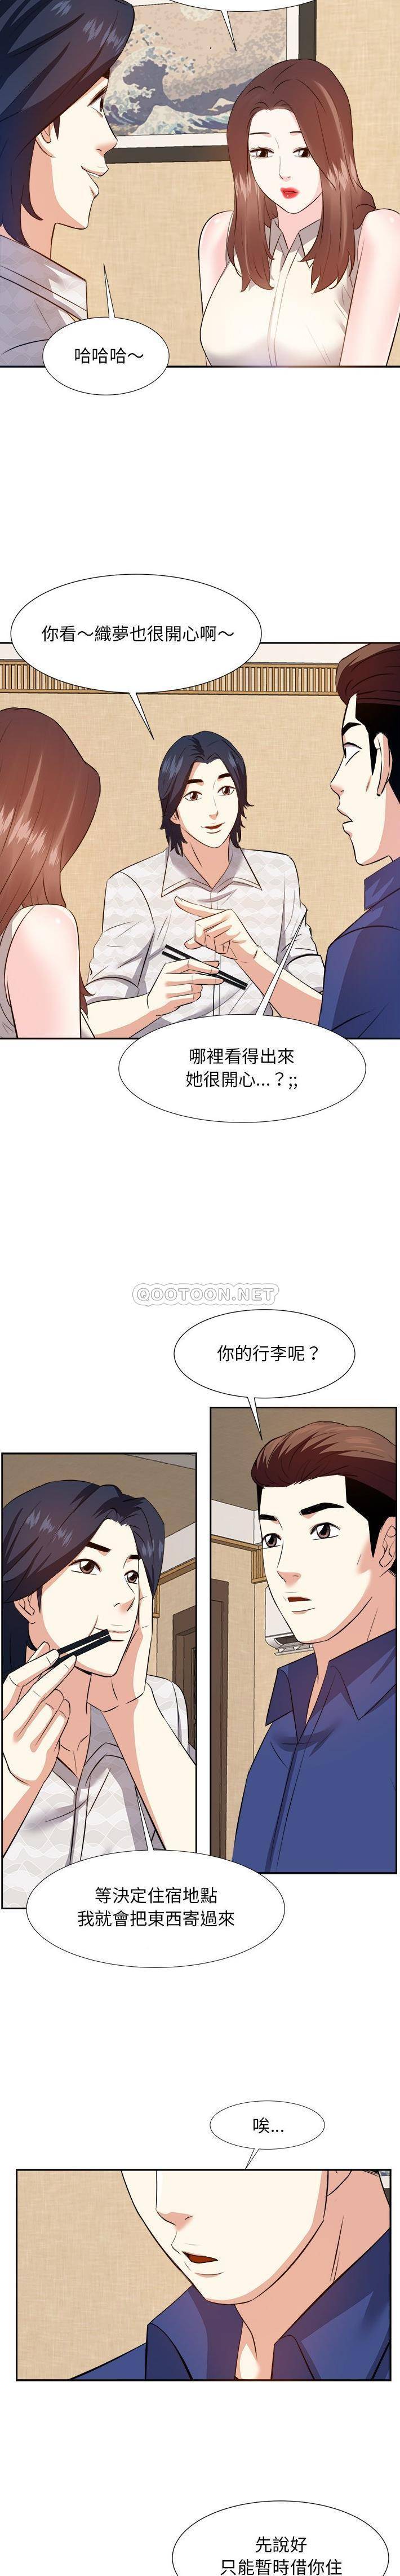 哈哈哈～
你看～織夢也很開心啊～
哪裡看得出來
她很開心...？;;
QOOTOON.NET
你的行李呢？
等決定住宿地點
我就會把東西寄過來
唉...
先說好
只能暫時借你住